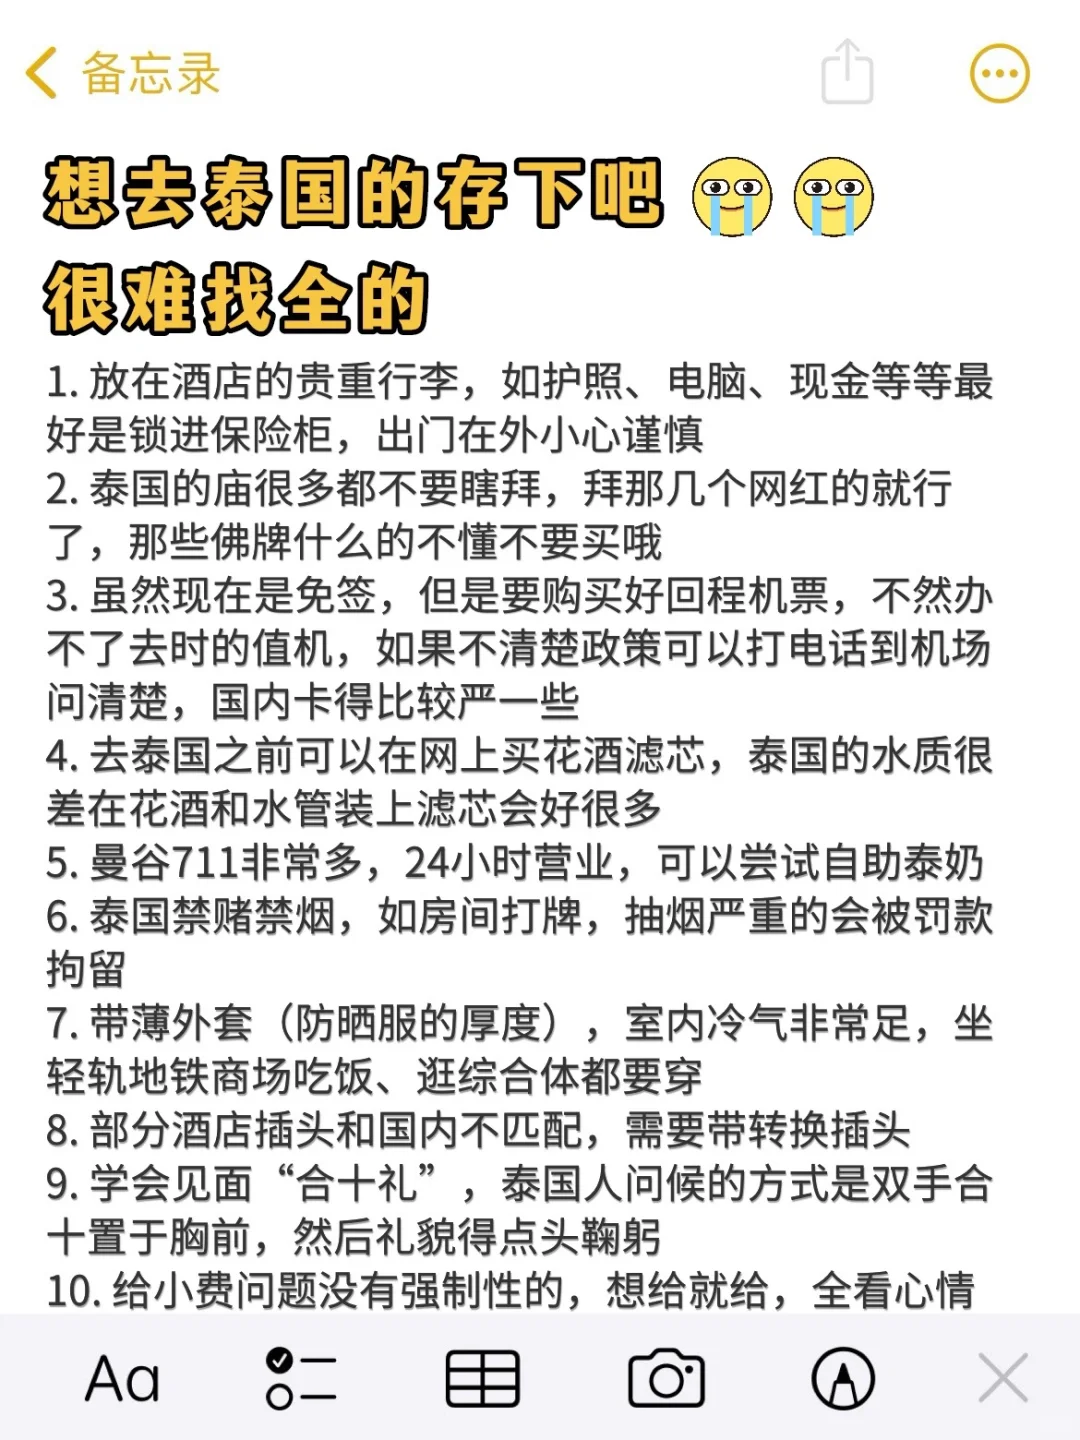 备忘录
想去泰国的存下吧
很难找全的
1. 放在酒店的贵重行李，如护照、电脑、现金等等最
好是锁进保险柜，出门在外小心谨慎
2. 泰国的庙很多都不要瞎拜，拜那几个网红的就行
了，那些佛牌什么的不懂不要买哦
3. 虽然现在是免签，但是要购买好回程机票，不然办
不了去时的值机，如果不清楚政策可以打电话到机场
问清楚，国内卡得比较严一些
4. 去泰国之前可以在网上买花酒滤芯，泰国的水质很
差在花酒和水管装上滤芯会好很多
5. 曼谷711非常多，24小时营业，可以尝试自助泰奶
6. 泰国禁赌禁烟，如房间打牌，抽烟严重的会被罚款
拘留
7. 带薄外套（防晒服的厚度），室内冷气非常足，坐
轻轨地铁商场吃饭、逛综合体都要穿
8. 部分酒店插头和国内不匹配，需要带转换插头
9. 学会见面“合十礼”，泰国人问候的方式是双手合
十置于胸前，然后礼貌得点头鞠躬
10. 给小费问题没有强制性的，想给就给，全看心情
Aa